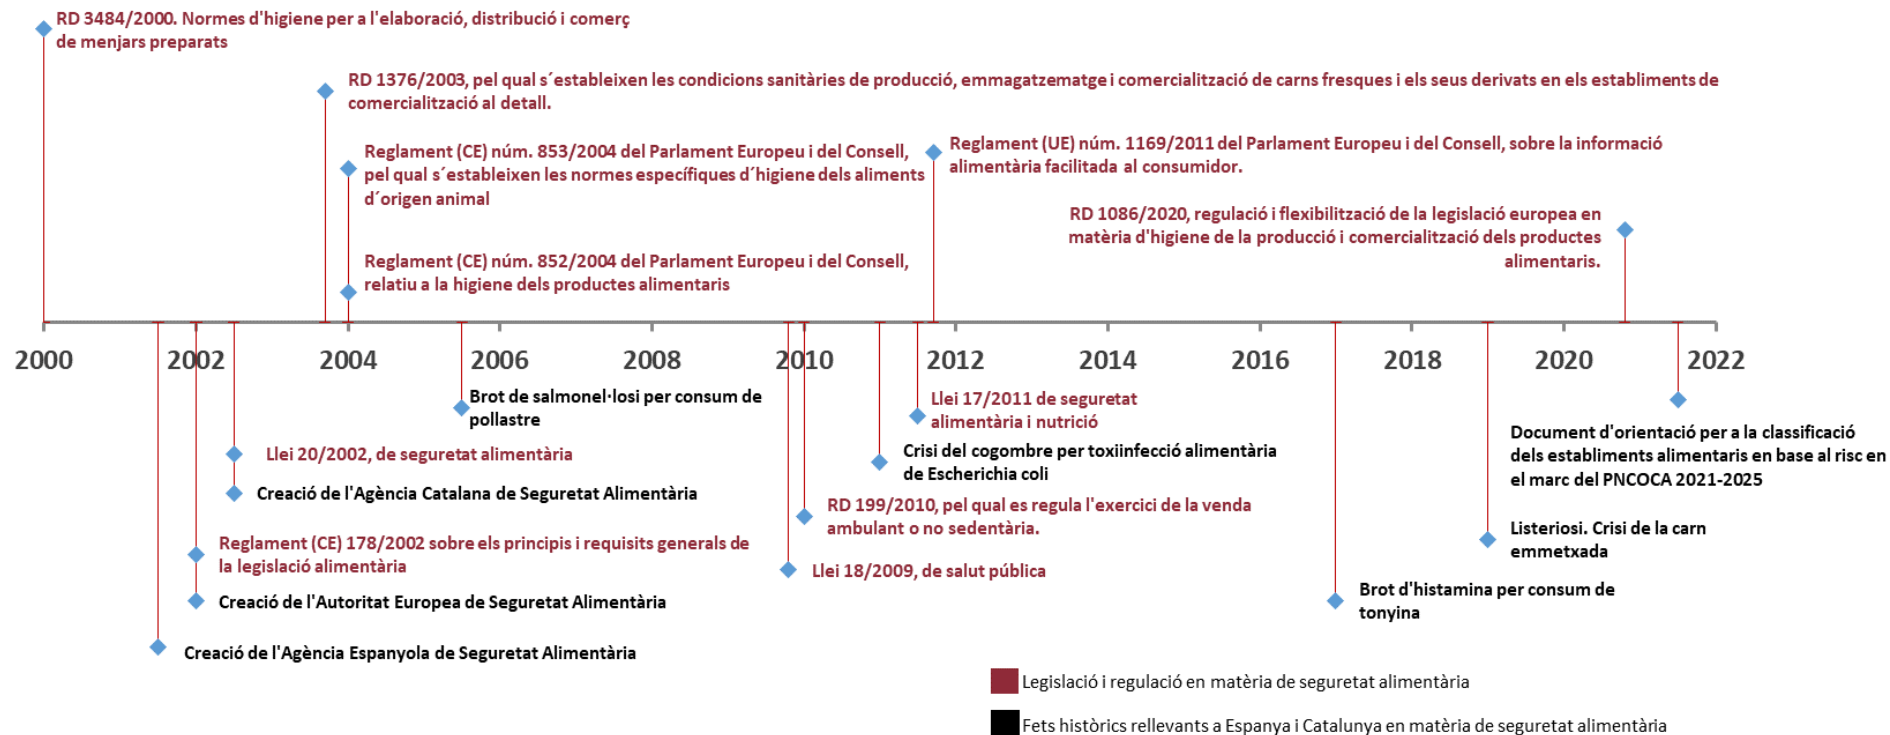 RD 3484/2000. Normes d'higiene per a l'elaboració, distribució i comerç
de menjars preparats
RD 1376/2003, pel qual s´estableixen les condicions sanitàries de producció, emmagatzematge i comercialització de carns fresques i els seus derivats en els establiments de
comercialització al detall.
Reglament (CE) núm. 853/2004 del Parlament Europeu i del Consell,
pel qual s´estableixen les normes específiques d´higiene dels aliments
d´origen animal
Reglament (UE) núm. 1169/2011 del Parlament Europeu i del Consell, sobre la informació
alimentària facilitada al consumidor.
RD 1086/2020, regulació i flexibilització de la legislació europea en
matèria d'higiene de la producció i comercialització dels productes
alimentaris.
Reglament (CE) núm. 852/2004 del Parlament Europeu i del Consell,
relatiu a la higiene dels productes alimentaris
2000 2002 2004 2006 2008 2010 2012 2014 2016 2018 2020 2022
Brot de salmonel·losi per consum de
pollastre
Llei 17/2011 de seguretat
alimentària i nutrició
Document d'orientació per a la classificació
dels establiments alimentaris en base al risc en
el marc del PNCOCA 2021-2025
Llei 20/2002, de seguretat alimentària
Crisi del cogombre per toxiinfecció alimentària
de Escherichia coli
Creació de l'Agència Catalana de Seguretat Alimentària
RD 199/2010, pel qual es regula l'exercici de la venda
ambulant o no sedentària.
Listeriosi. Crisi de la carn
emmetxada
Reglament (CE) 178/2002 sobre els principis i requisits generals de
la legislació alimentària
Llei 18/2009, de salut pública
Brot d'histamina per consum de
tonyina
Creació de l'Autoritat Europea de Seguretat Alimentària
Creació de l'Agència Espanyola de Seguretat Alimentària
Legislació i regulació en matèria de seguretat alimentària
Fets històrics rellevants a Espanya i Catalunya en matèria de seguretat alimentària